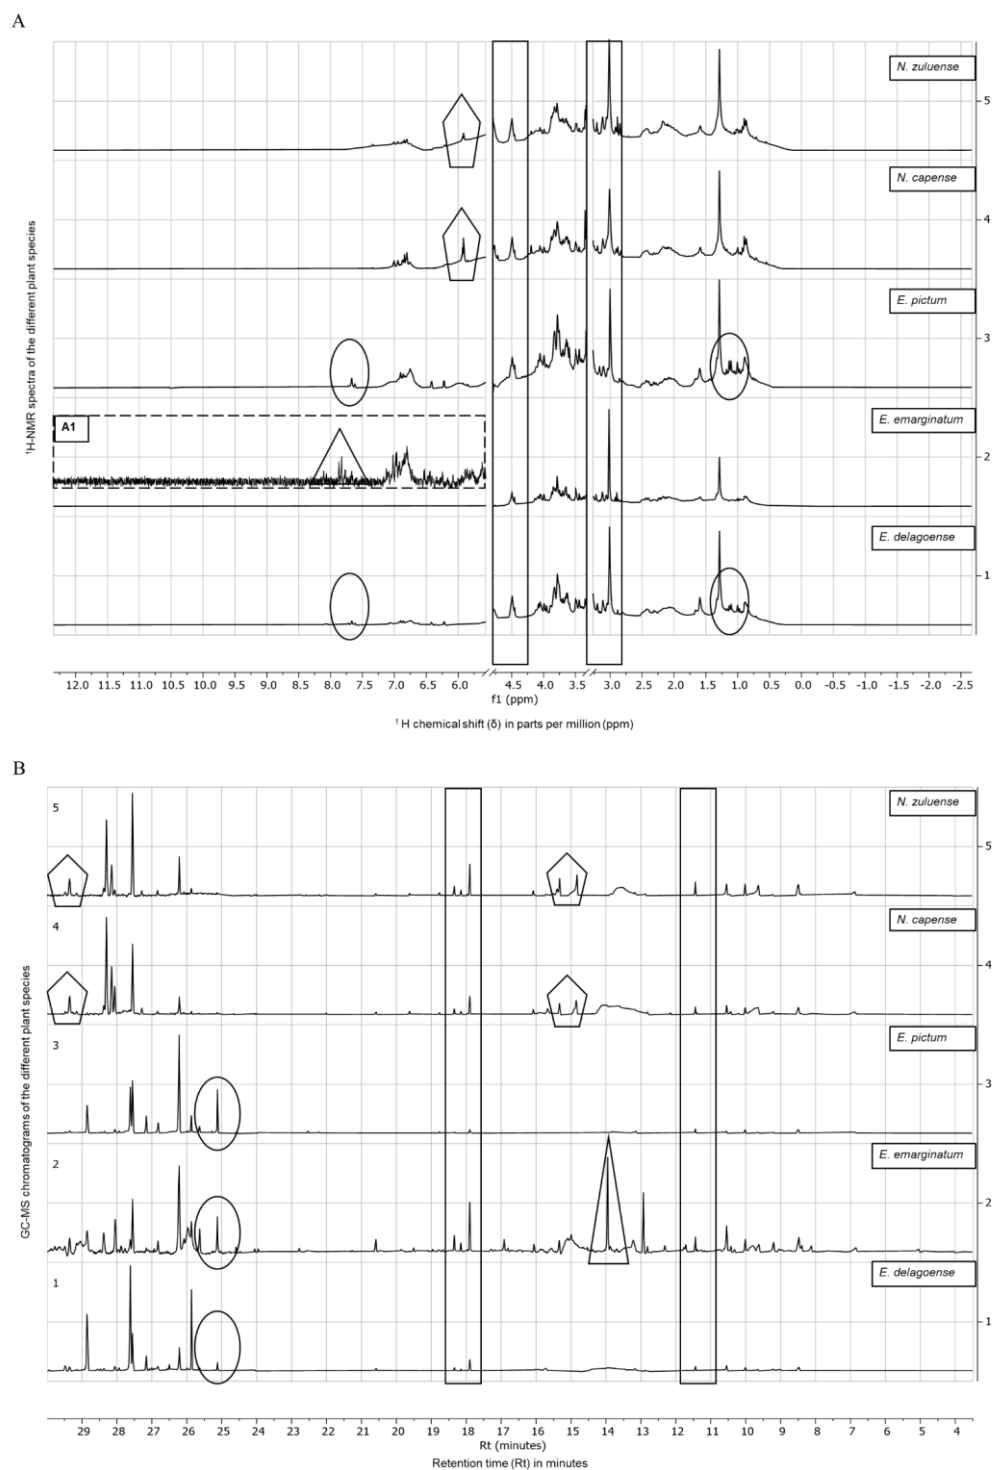 A
N. zuluense
5
N. capense
4
E. pictum
3
A1
E. emarginatum
2
E. delagoense
1
¹H-NMR spectra of the different plant species
12.0 11.5 11.0 10.5 10.0 9.5 9.0 8.5 8.0 7.5 7.0 6.5 6.0 4.5 4.0 3.5 3.0 2.5 2.0 1.5 1.0 0.5 0.0 -0.5 -1.0 -1.5 -2.0 -2.5
f1 (ppm)
¹ H chemical shift (δ) in parts per million (ppm)
B
5 N. zuluense
5
4 N. capense
4
3 E. pictum
3
2 E. emarginatum
2
1 E. delagoense
1
GC-MS chromatograms of the different plant species
29 28 27 26 25 24 23 22 21 20 19 18 17 16 15 14 13 12 11 10 9 8 7 6 5 4
Rt (minutes)
Retention time (Rt) in minutes